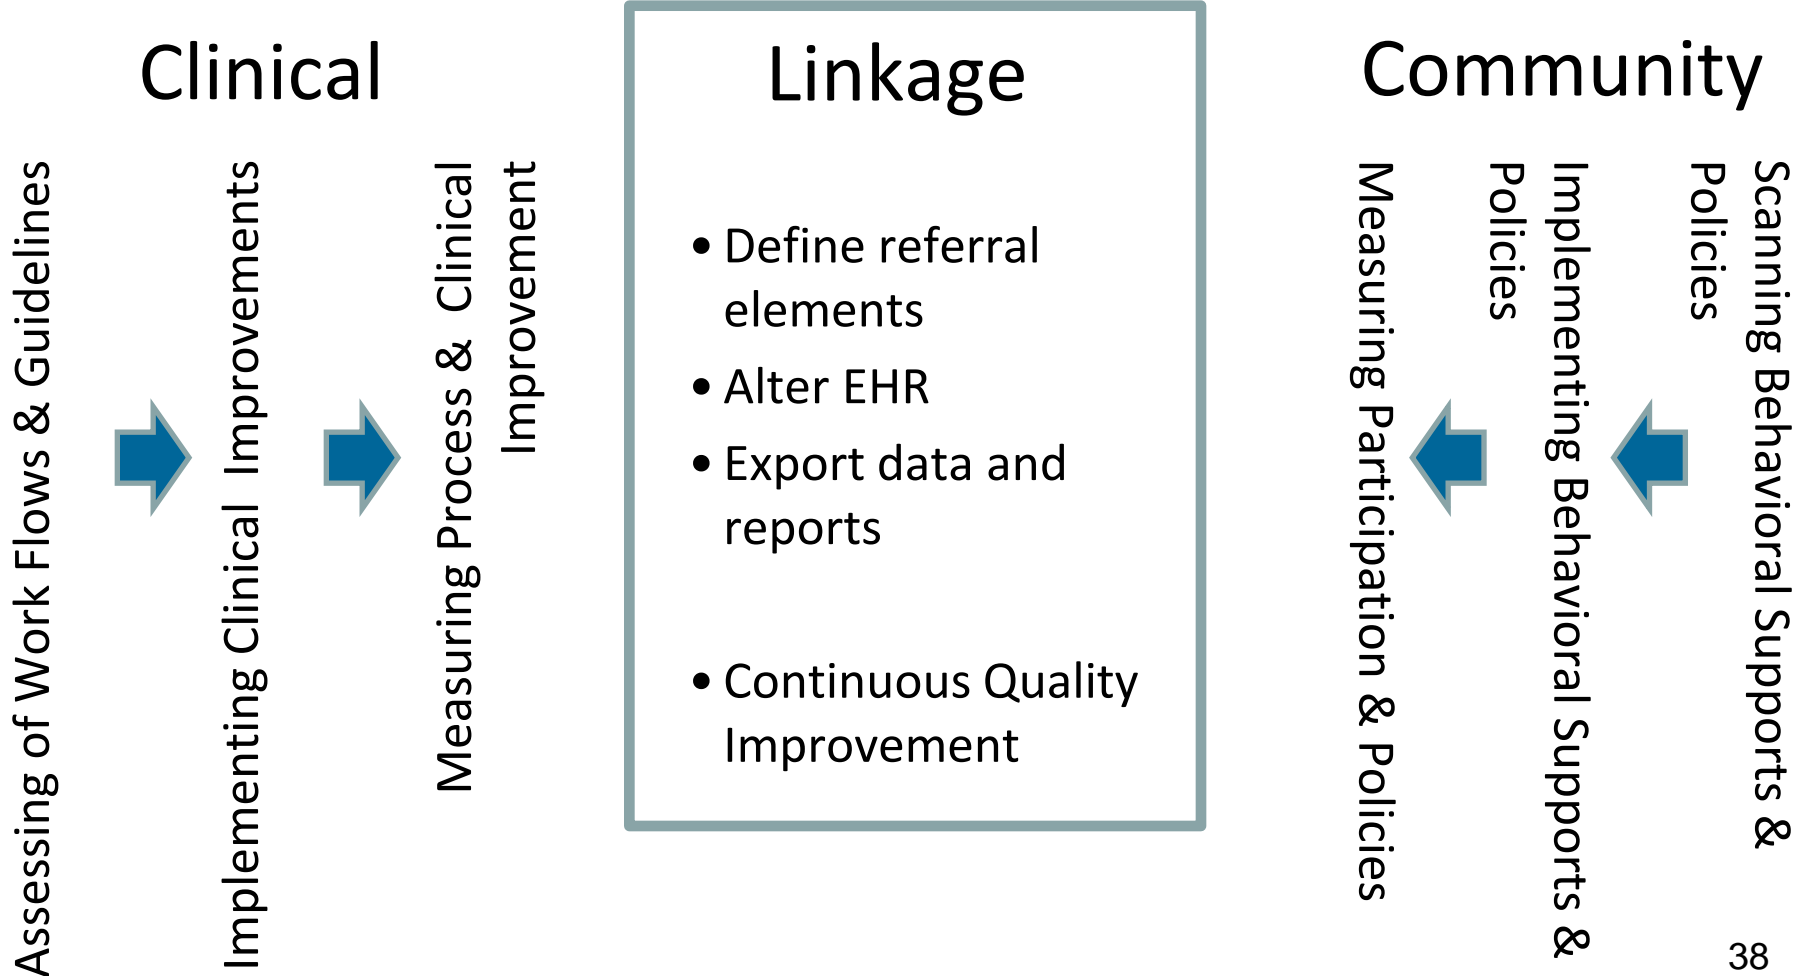 Clinical
Assessing of Work Flows & Guidelines
Implementing Clinical Improvements
Measuring Process & Clinical
Improvement
Linkage
• Define referral
elements
• Alter EHR
• Export data and
reports
• Continuous Quality
Improvement
Community
Measuring Participation & Policies
Implementing Behavioral Supports &
Policies
Scanning Behavioral Supports &
Policies
38